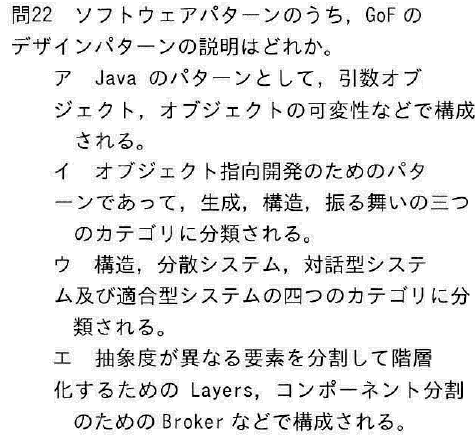 問22 ソフトウェアパターンのうち，GoF の
デザインパターンの説明はどれか。
ア Java のパターンとして，引数オブ
ジェクト，オブジェクトの可変性などで構成
される。
イ オブジェクト指向開発のためのパタ
ーンであって，生成，構造，振る舞いの三つ
のカテゴリに分類される。
ウ 構造，分散システム，対話型システ
ム及び適合型システムの四つのカテゴリに分
類される。
エ 抽象度が異なる要素を分割して階層
化するための Layers，コンポーネント分割
のための Broker などで構成される。